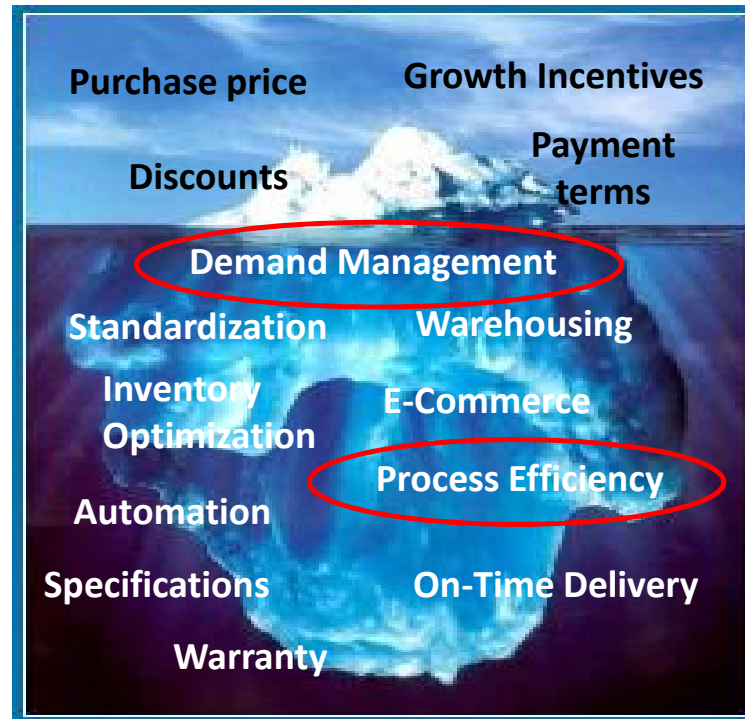 Purchase price
Growth Incentives
Discounts
Payment
terms
Demand Management
Standardization
Warehousing
Inventory
Optimization
E-Commerce
Process Efficiency
Automation
Specifications
On-Time Delivery
Warranty